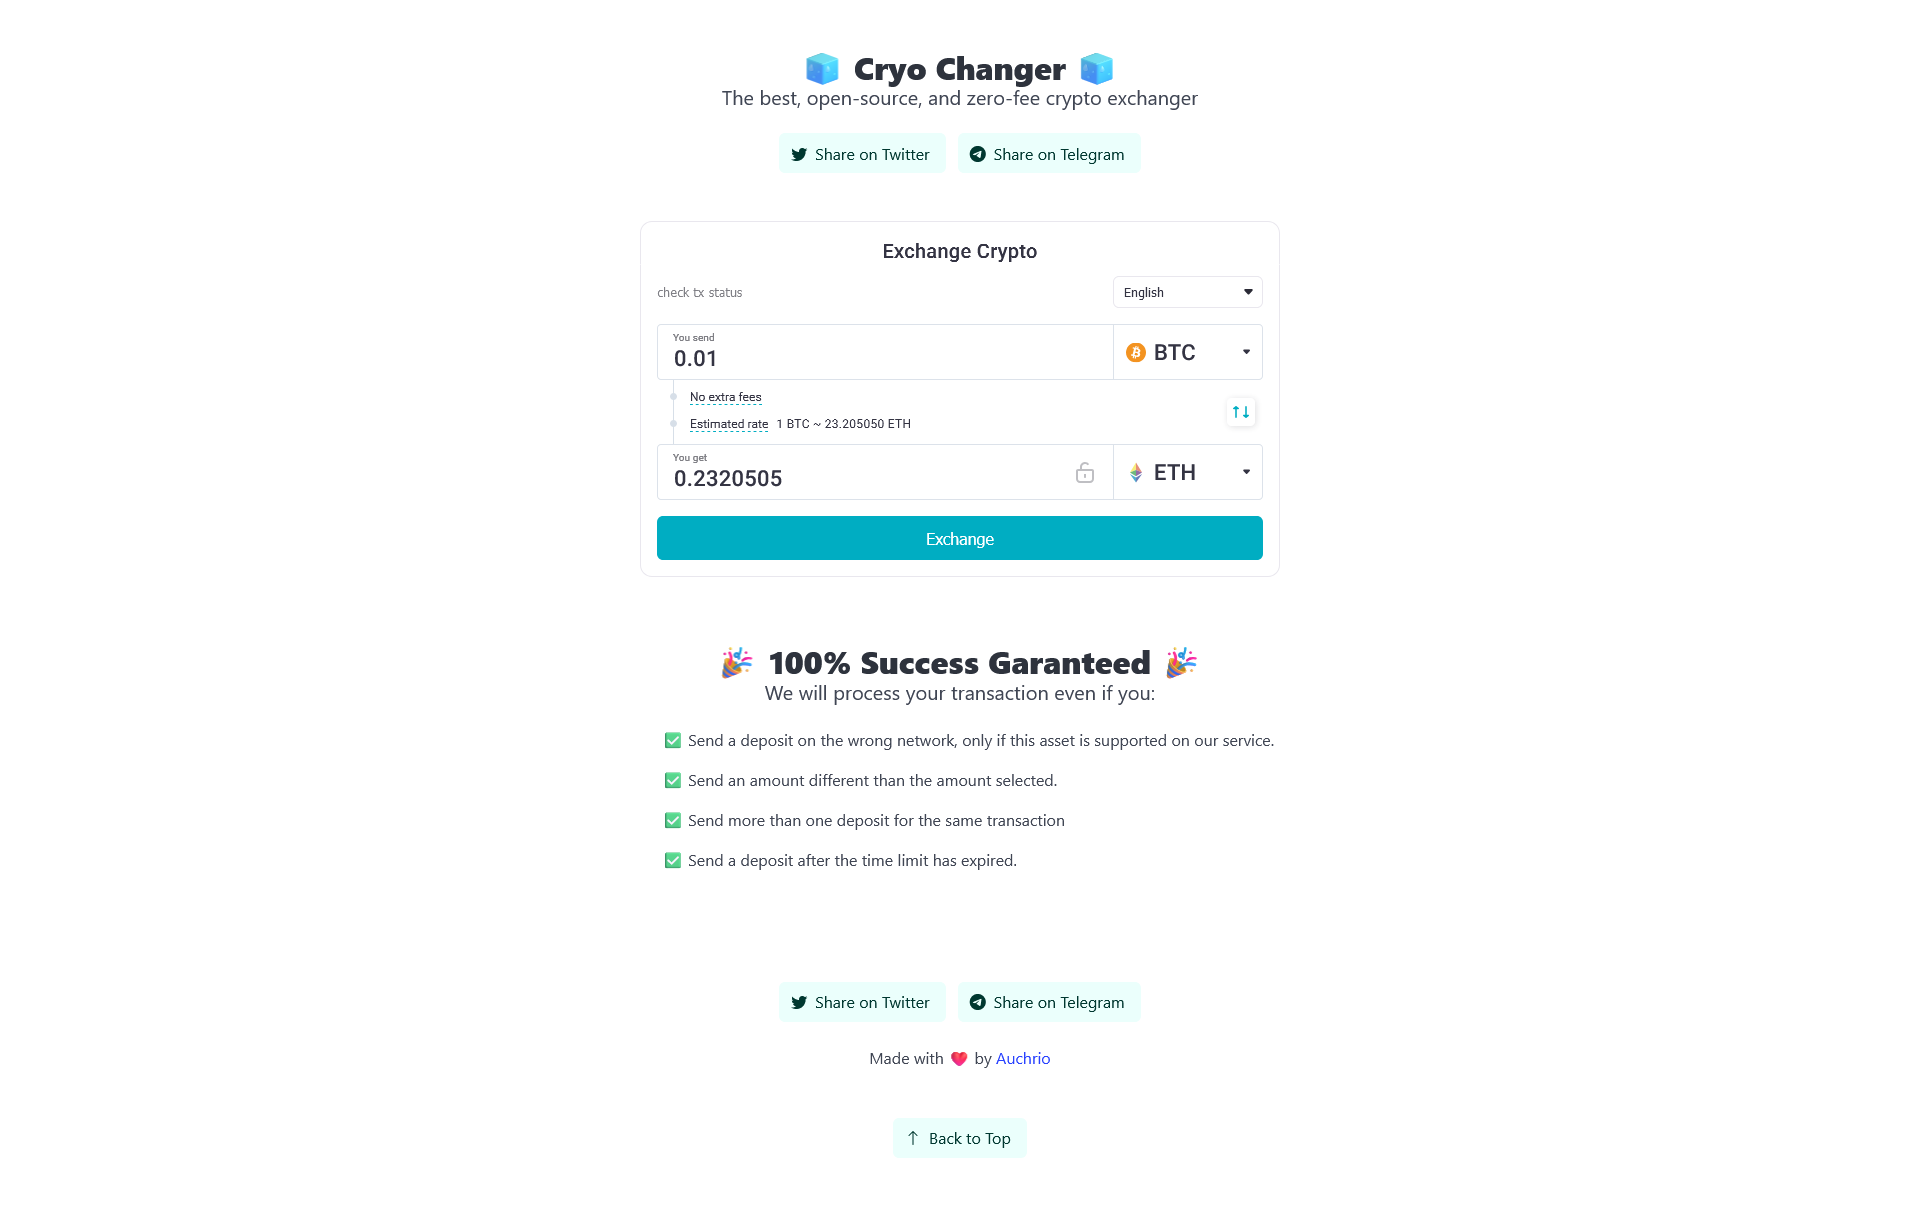 Cryo Changer
The best, open-source, and zero-fee crypto exchanger
Share on Twitter
Share on Telegram
Exchange Crypto
check tx status
English
You send
0.01
BTC
No extra fees
Estimated rate 1 BTC ~ 23.205050 ETH
You get
0.2320505
ETH
Exchange
100% Success Garanteed
We will process your transaction even if you:
Send a deposit on the wrong network, only if this asset is supported on our service.
Send an amount different than the amount selected.
Send more than one deposit for the same transaction
Send a deposit after the time limit has expired.
Share on Twitter
Share on Telegram
Made with ❤️ by Auchrio
↑ Back to Top